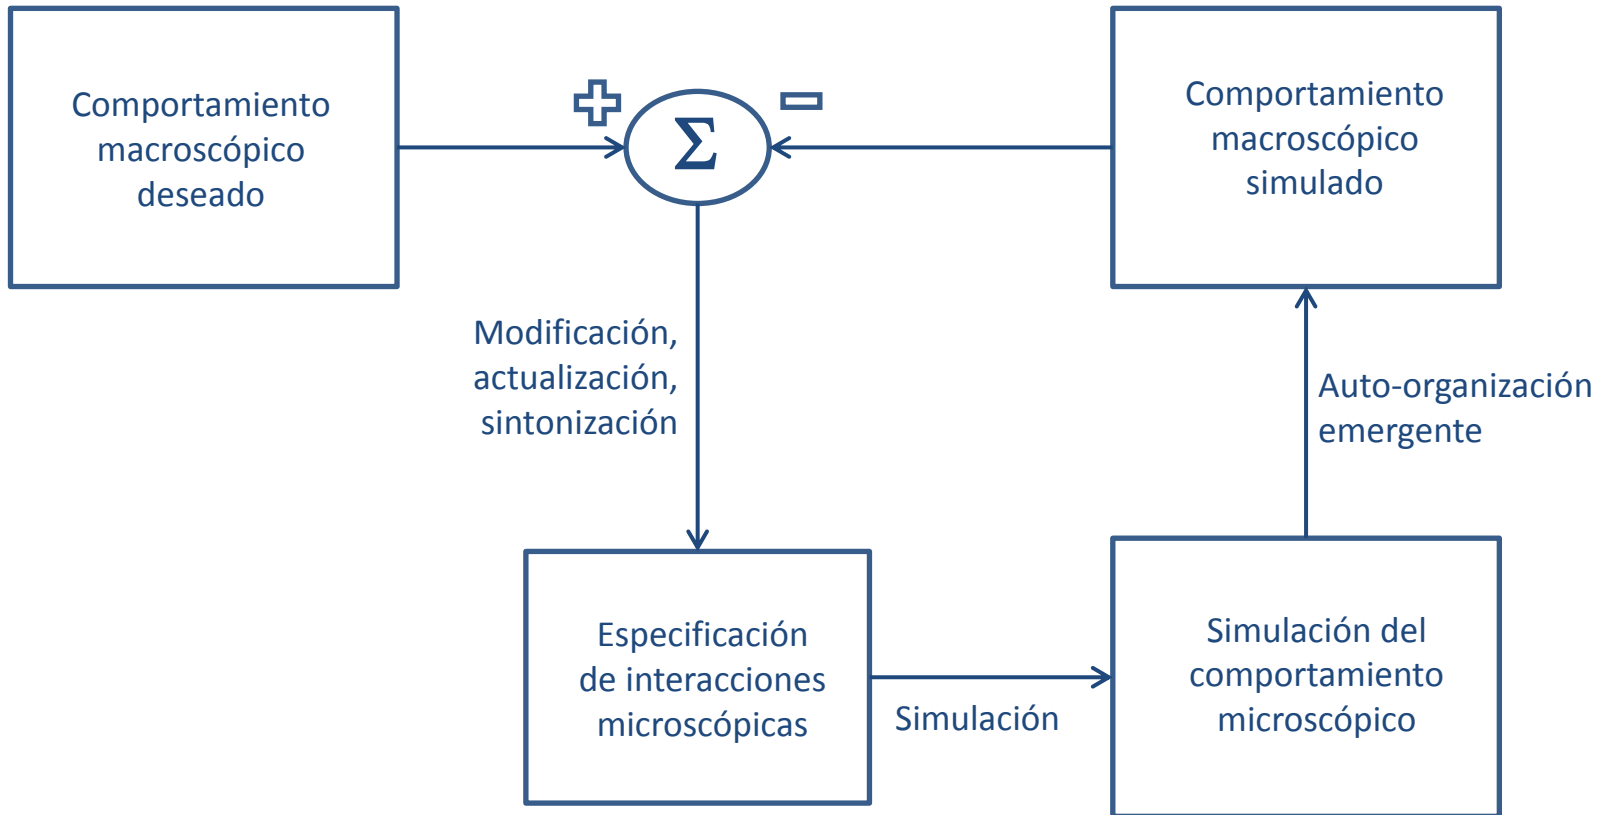 Comportamiento
macroscópico
deseado
+
Σ
−
Comportamiento
macroscópico
simulado
Modificación,
actualización,
sintonización
Auto-organización
emergente
Especificación
de interacciones
microscópicas
Simulación
Simulación del
comportamiento
microscópico